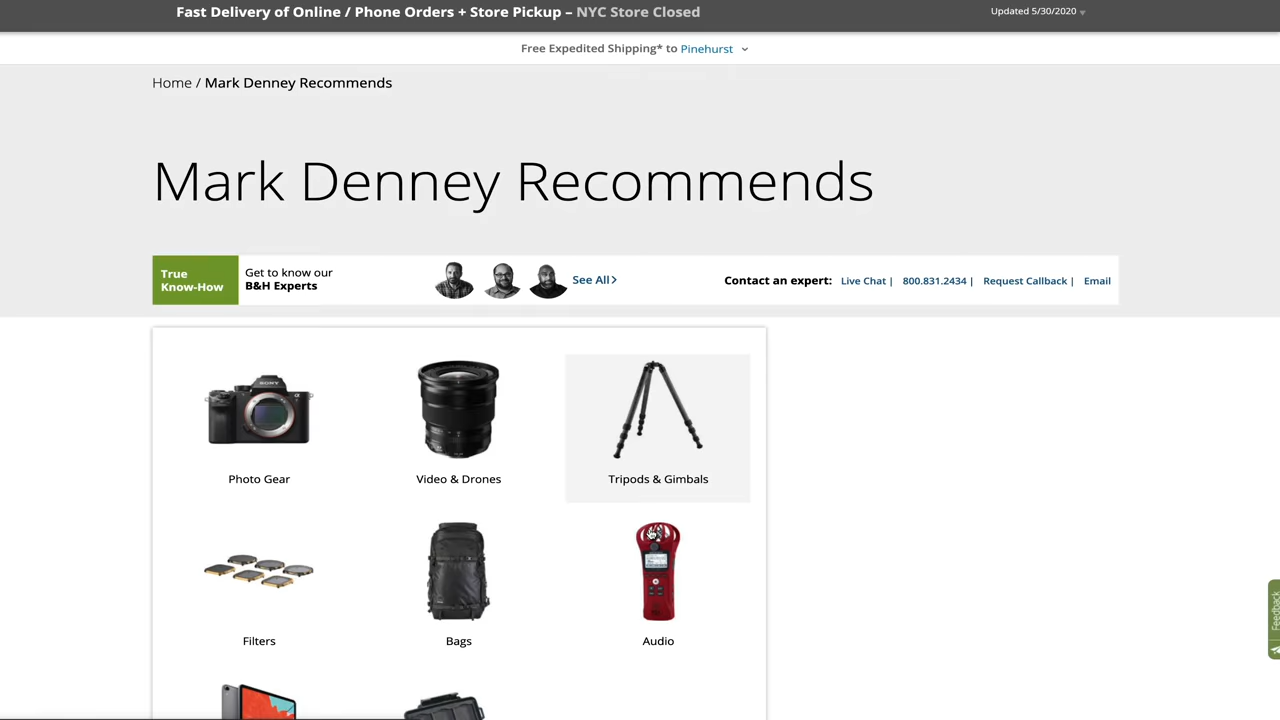 Fast Delivery of Online / Phone Orders + Store Pickup – NYC Store Closed
Updated 5/30/2020
Free Expedited Shipping* to Pinehurst
Home / Mark Denney Recommends
Mark Denney Recommends
True
Know-How
Get to know our
B&H Experts
See All
Contact an expert: Live Chat | 800.831.2434 | Request Callback | Email
SONY
Photo Gear
Video & Drones
Tripods & Gimbals
Filters
Bags
Audio
Feedback